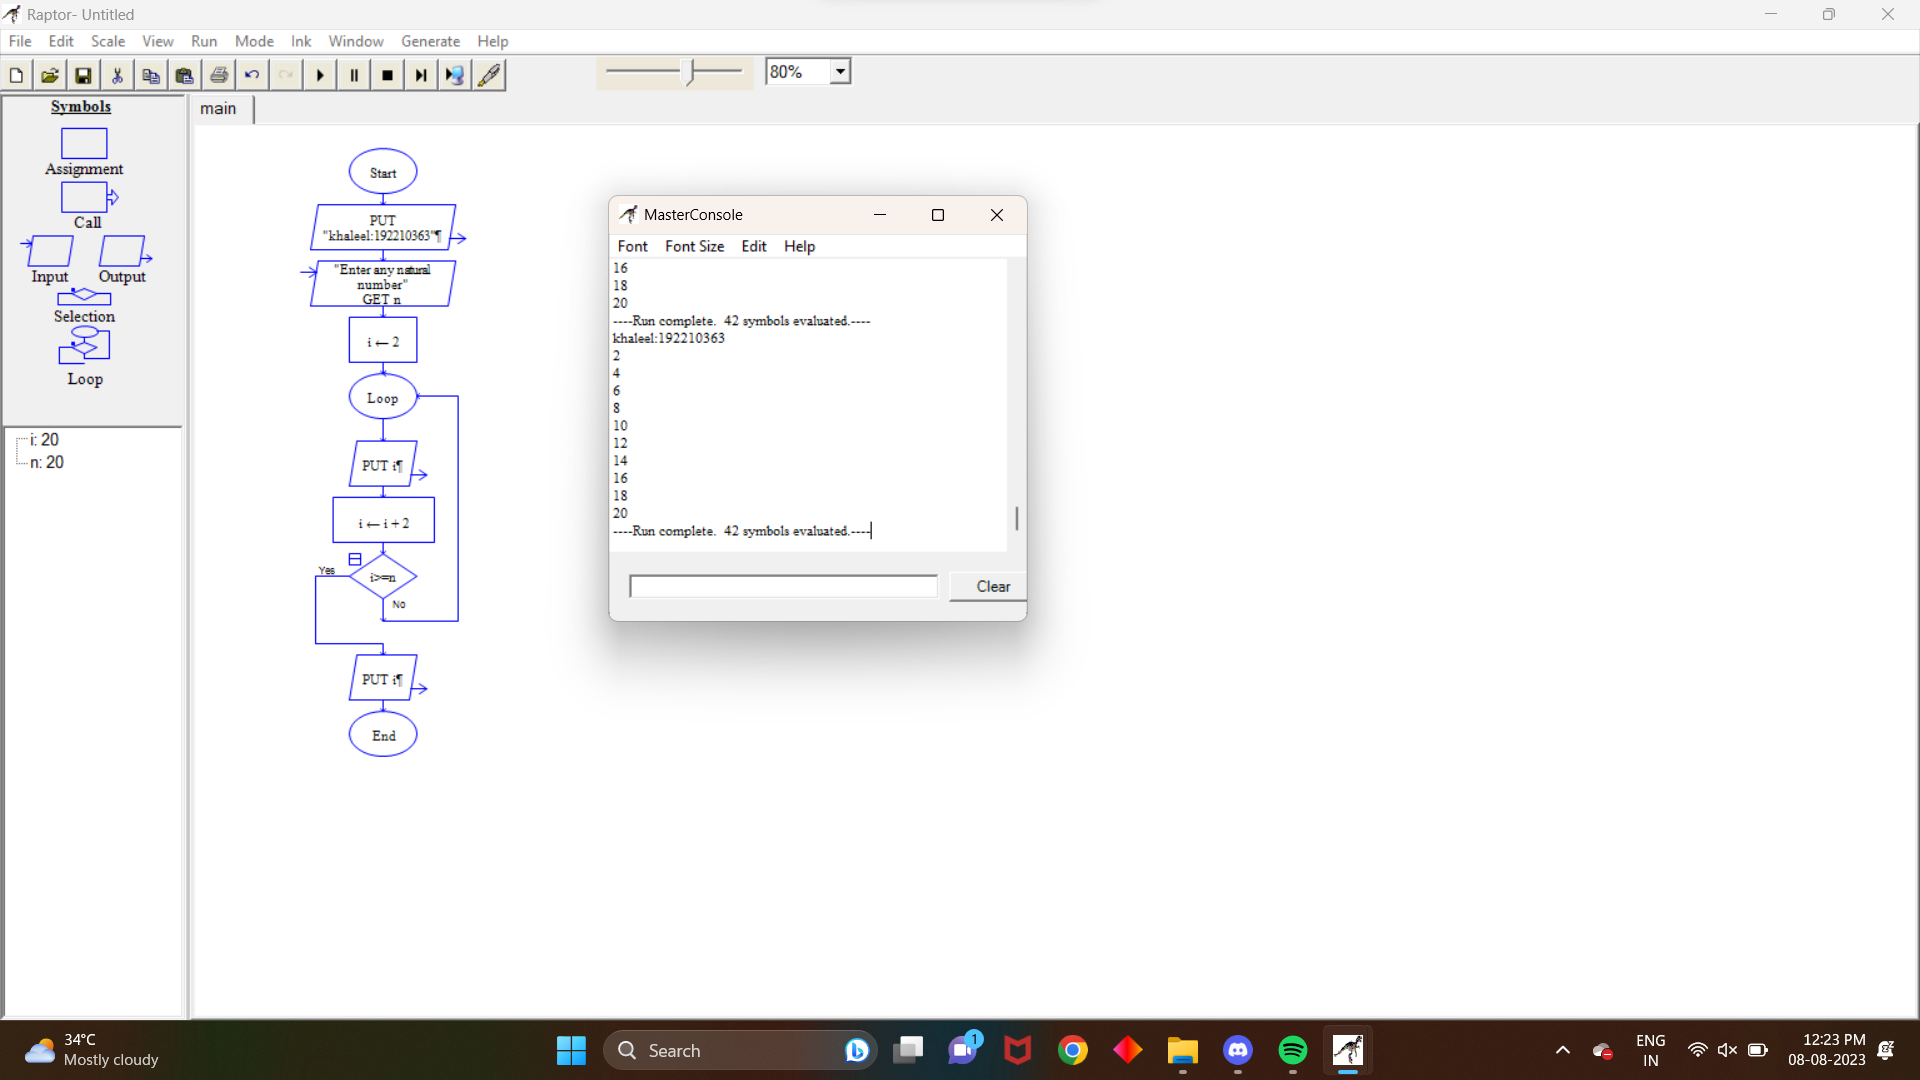 Raptor- Untitled
File Edit Scale View Run Mode Ink Window Generate Help
80%
Symbols
Assignment
Call
Input Output
Selection
Loop
i: 20
n: 20
main
Start
PUT
"khaleel:192210363"¶
"Enter any natural
number"
GET n
i ← 2
Loop
PUT i¶
i ← i + 2
Yes
i>=n
No
PUT i¶
End
MasterConsole
Font Font Size Edit Help
16
18
20
----Run complete. 42 symbols evaluated.----
khaleel:192210363
2
4
6
8
10
12
14
16
18
20
----Run complete. 42 symbols evaluated.----
Clear
34°C
Mostly cloudy
Search
1
ENG
IN
12:23 PM
08-08-2023